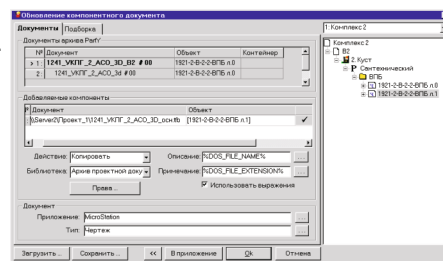 Обновление компонентного документа
Документы Подборка
Документы архива PartY
№ Документ Объект Контейнер
> 1: 1241_УКПГ_2_АСО_3D_B2 # 00 1921-2-В-2-2-ВПБ л.0
2: 1241_УКПГ_2_АСО_3d # 00 1921-2-В-2-2-ВПБ л.0
Добавляемые компоненты
Р Документ Объект
\\Server2\Проект_1\1241_УКПГ_2_АСО_3D_осн.tfb [1921-2-В-2-2-ВПБ л.1]
Действие: Копировать Описание: %DOS_FILE_NAME% ...
Библиотека: Архив проектной доку Примечание: %DOS_FILE_EXTENSION% ...
Права ... Использовать выражения
Документ
Приложение: MicroStation ...
Тип: Чертеж ...
Загрузить ... Сохранить ... << В приложение Ok Отмена
1: Комплекс 2
Комплекс 2
В2
2. Куст
Р Сантехнический
ВПБ
1921-2-В-2-2-ВПБ л.0
1921-2-В-2-2-ВПБ л.1